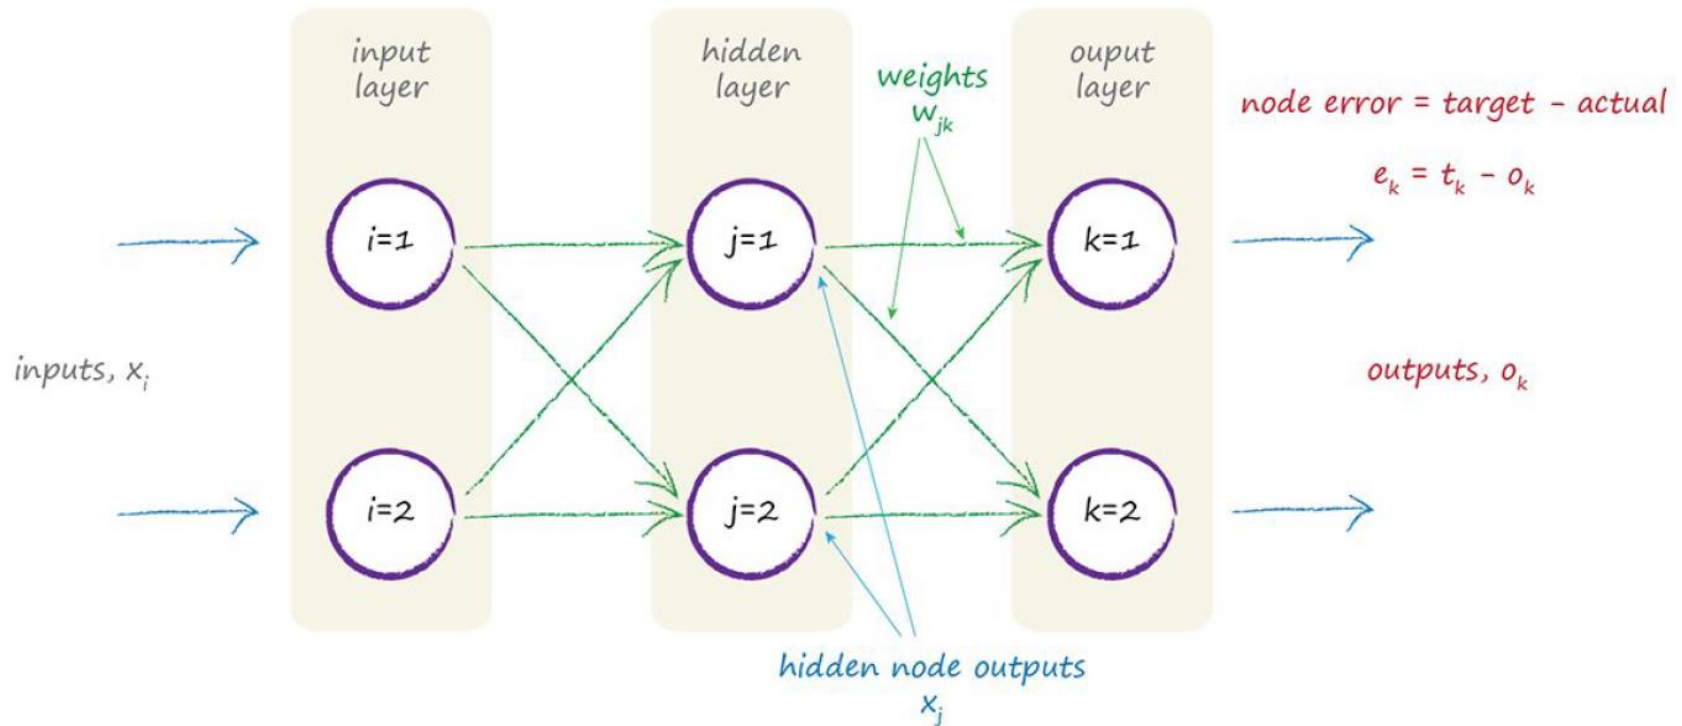 input
layer
hidden
layer
ouput
layer
weights
w_jk
node error = target - actual
e_k = t_k - o_k
i=1
j=1
k=1
inputs, x_i
outputs, o_k
i=2
j=2
k=2
hidden node outputs
x_j